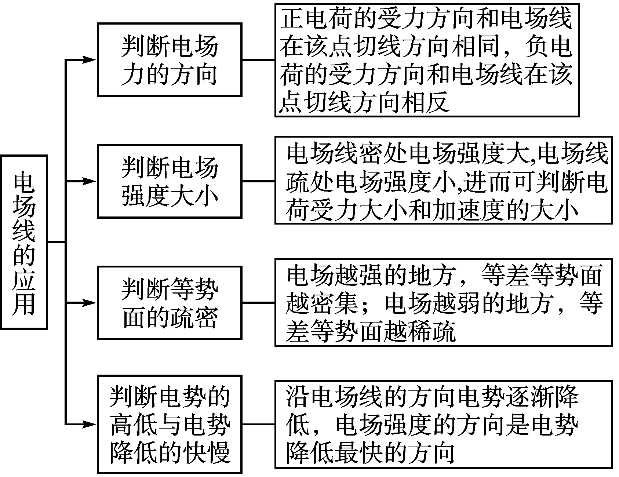 电场线的应用
判断电场
力的方向
正电荷的受力方向和电场线
在该点切线方向相同，负电
荷的受力方向和电场线在该
点切线方向相反
判断电场
强度大小
电场线密处电场强度大,电场线
疏处电场强度小,进而可判断电
荷受力大小和加速度的大小
判断等势
面的疏密
电场越强的地方，等差等势面
越密集；电场越弱的地方，等
差等势面越稀疏
判断电势的
高低与电势
降低的快慢
沿电场线的方向电势逐渐降
低，电场强度的方向是电势
降低最快的方向